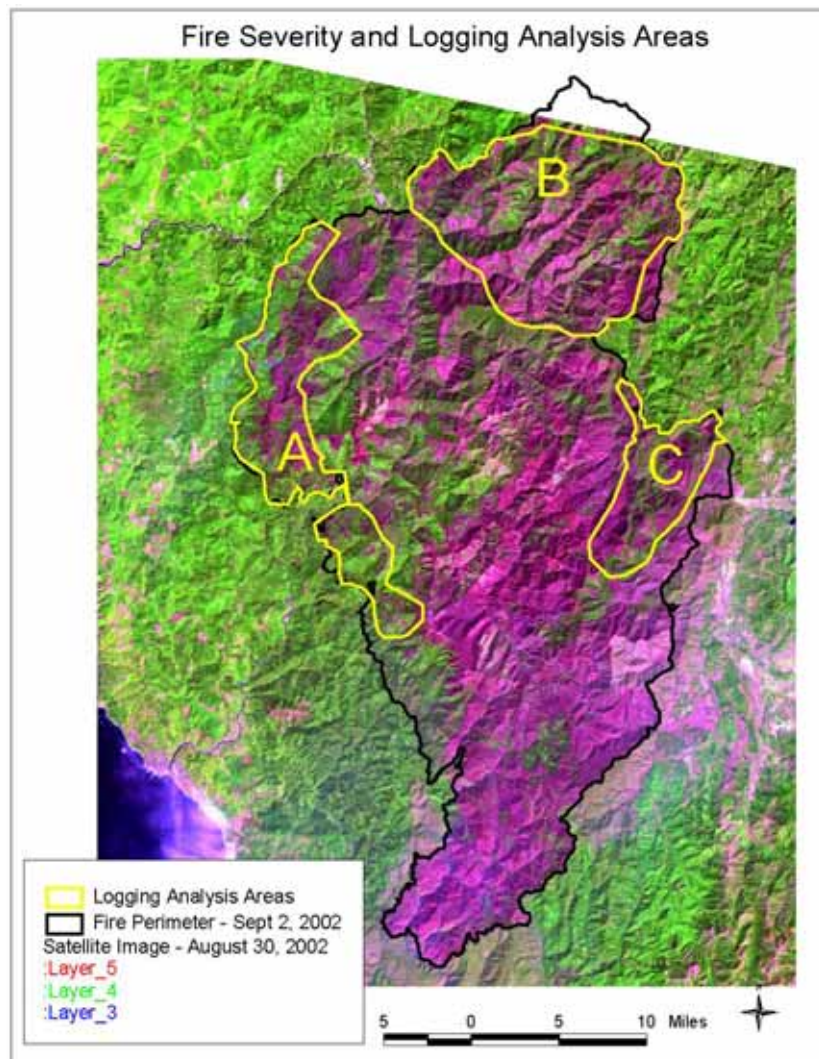 Fire Severity and Logging Analysis Areas
B
A
C
Logging Analysis Areas
Fire Perimeter - Sept 2, 2002
Satellite Image - August 30, 2002
:Layer_5
:Layer_4
:Layer_3
5 0 5 10 Miles